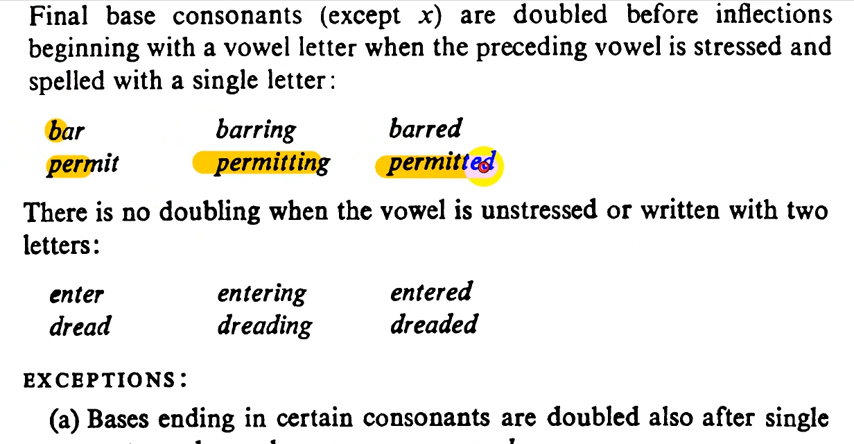 Final base consonants (except x) are doubled before inflections
beginning with a vowel letter when the preceding vowel is stressed and
spelled with a single letter:
bar barring barred
permit permitting permitted
There is no doubling when the vowel is unstressed or written with two
letters:
enter entering entered
dread dreading dreaded
EXCEPTIONS:
(a) Bases ending in certain consonants are doubled also after single